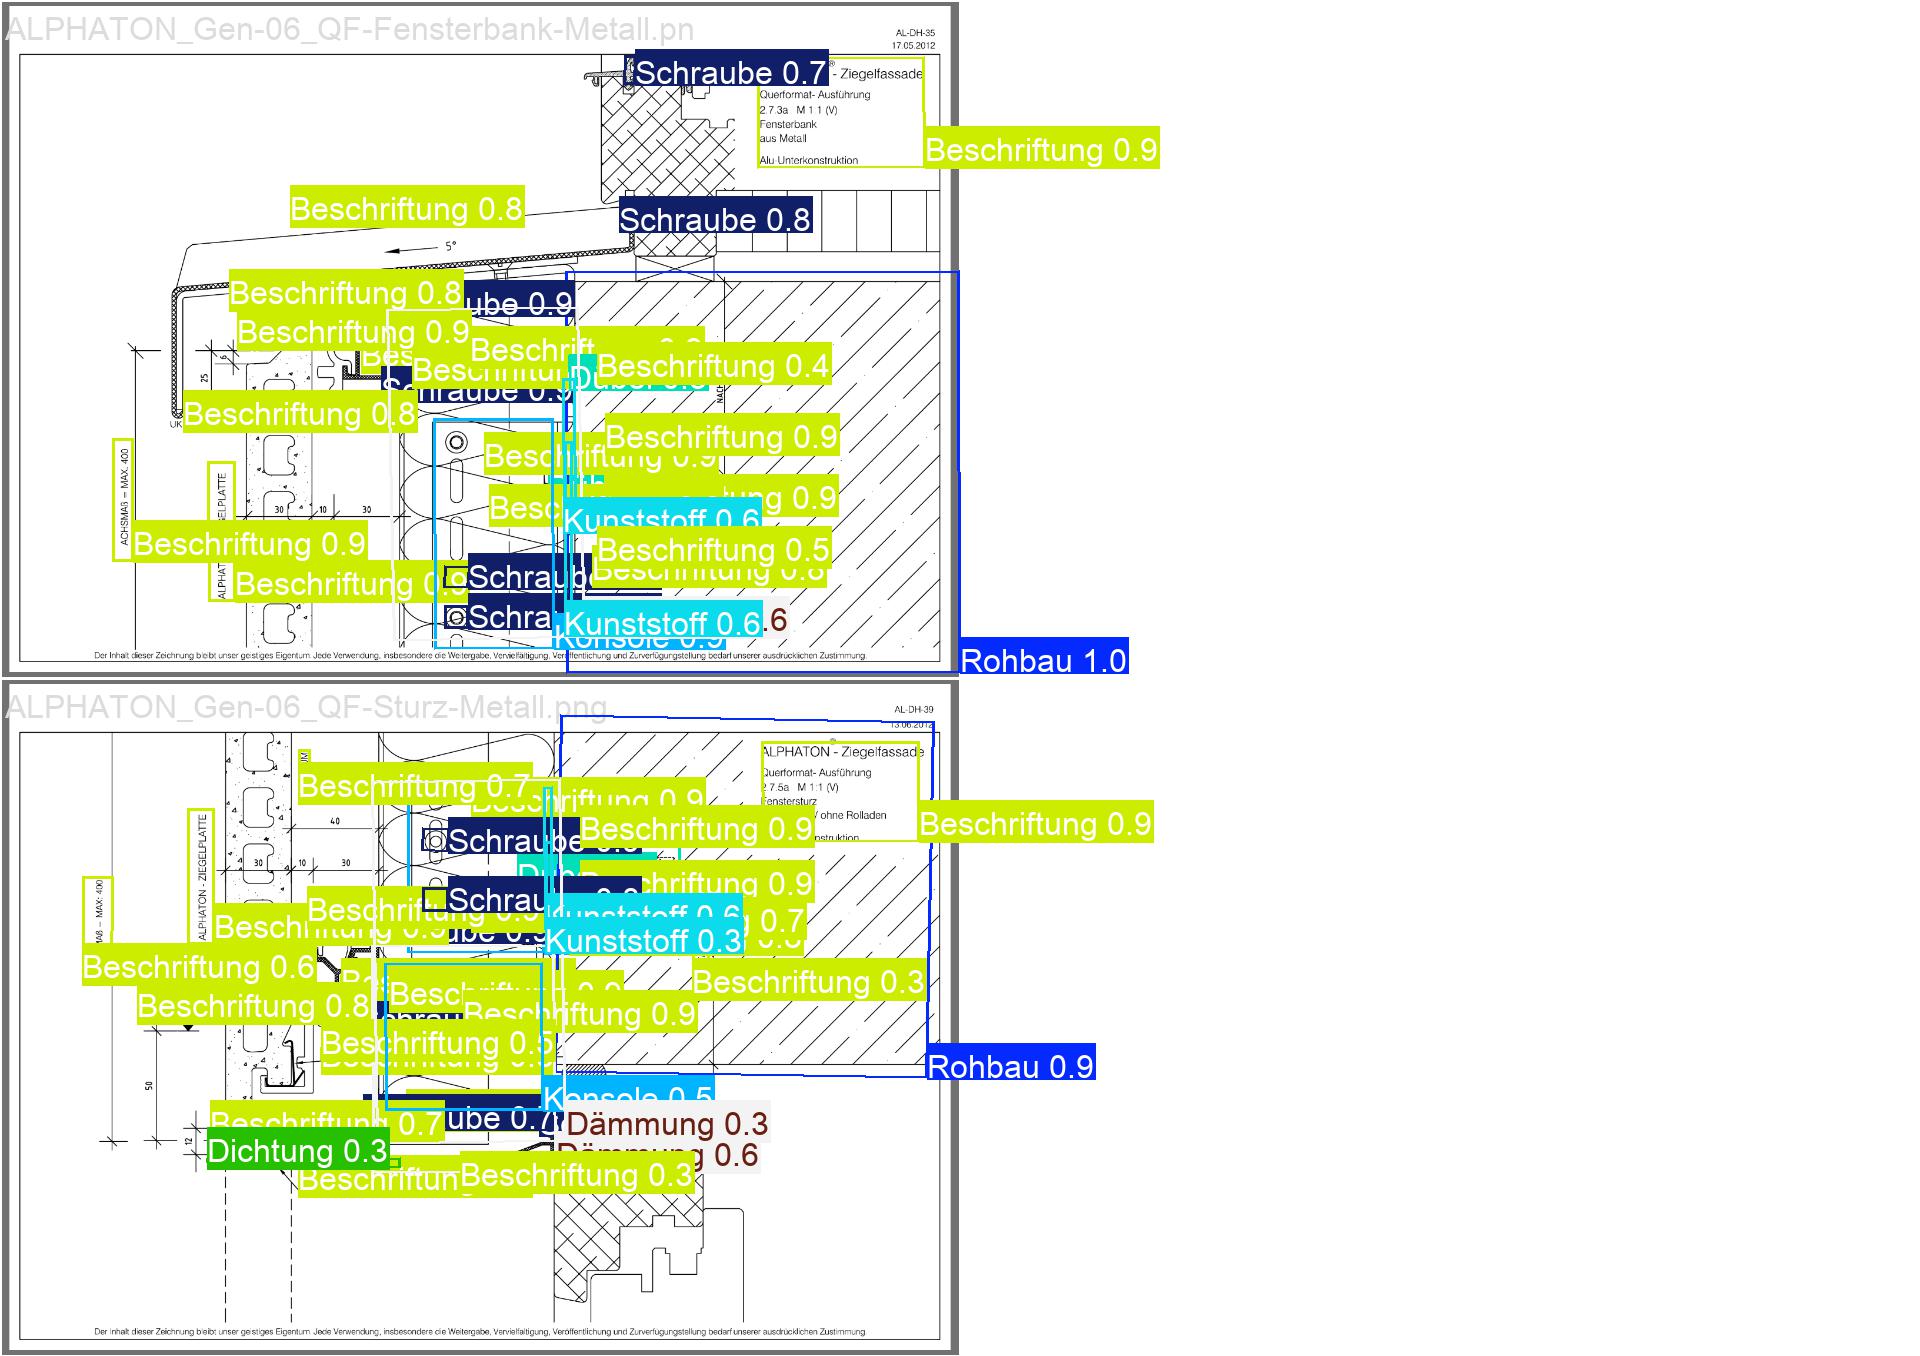 ALPHATON_Gen-06_QF-Fensterbank-Metall.pn
AL-DH-35
17.05.2012
Schraube 0.7
- Ziegelfassade
Querformat- Ausführung
2.7.3a M 1:1 (V)
Fensterbank
aus Metall
Alu-Unterkonstruktion
Beschriftung 0.9
Beschriftung 0.8
Schraube 0.8
5°
Beschriftung 0.8
ube 0.9
Beschriftung 0.9
Beschrift
Beschriftung 0.4
6
25
Schraube 0.9
Beschriftung 0.8
UK
Beschriftung 0.9
Beschriftung 0.9
ACHSMAß = MAX. 400
30
10
30
Kunststoff 0.6
Beschriftung 0.9
Beschriftung 0.5
Beschriftung 0.8
Beschriftung 0.9
Schraube
Schra
Kunststoff 0.6
.6
Konsole 0.9
Der Inhalt dieser Zeichnung bleibt unser geistiges Eigentum. Jede Verwendung, insbesondere die Weitergabe, Vervielfältigung, Veröffentlichung und Zurverfügungstellung bedarf unserer ausdrücklichen Zustimmung.
Rohbau 1.0
ALPHATON_Gen-06_QF-Sturz-Metall.png
AL-DH-39
13.06.2012
ALPHATON - Ziegelfassade
Querformat- Ausführung
2.7.5a M 1:1 (V)
Fenstersturz
ohne Rolladen
Beschriftung 0.7
Beschriftung 0.9
Beschriftung 0.9
Beschriftung 0.9
40
Schraube
30
10
30
ALPHATON - ZIEGELPLATTE
Beschriftung 0.9
Schrau
Beschriftung 0.9
Kunststoff 0.6
0.7
Beschriftung 0.9
Kunststoff 0.3
Beschriftung 0.6
Beschriftung 0.3
Beschriftung 0.8
Beschriftung 0.9
Beschriftung 0.5
50
Rohbau 0.9
Konsole 0.5
Beschriftung 0.7
ube 0.7
Dämmung 0.3
12
Dichtung 0.3
Dämmung 0.6
Beschriftun
Beschriftung 0.3
Der Inhalt dieser Zeichnung bleibt unser geistiges Eigentum. Jede Verwendung, insbesondere die Weitergabe, Vervielfältigung, Veröffentlichung und Zurverfügungstellung bedarf unserer ausdrücklichen Zustimmung.